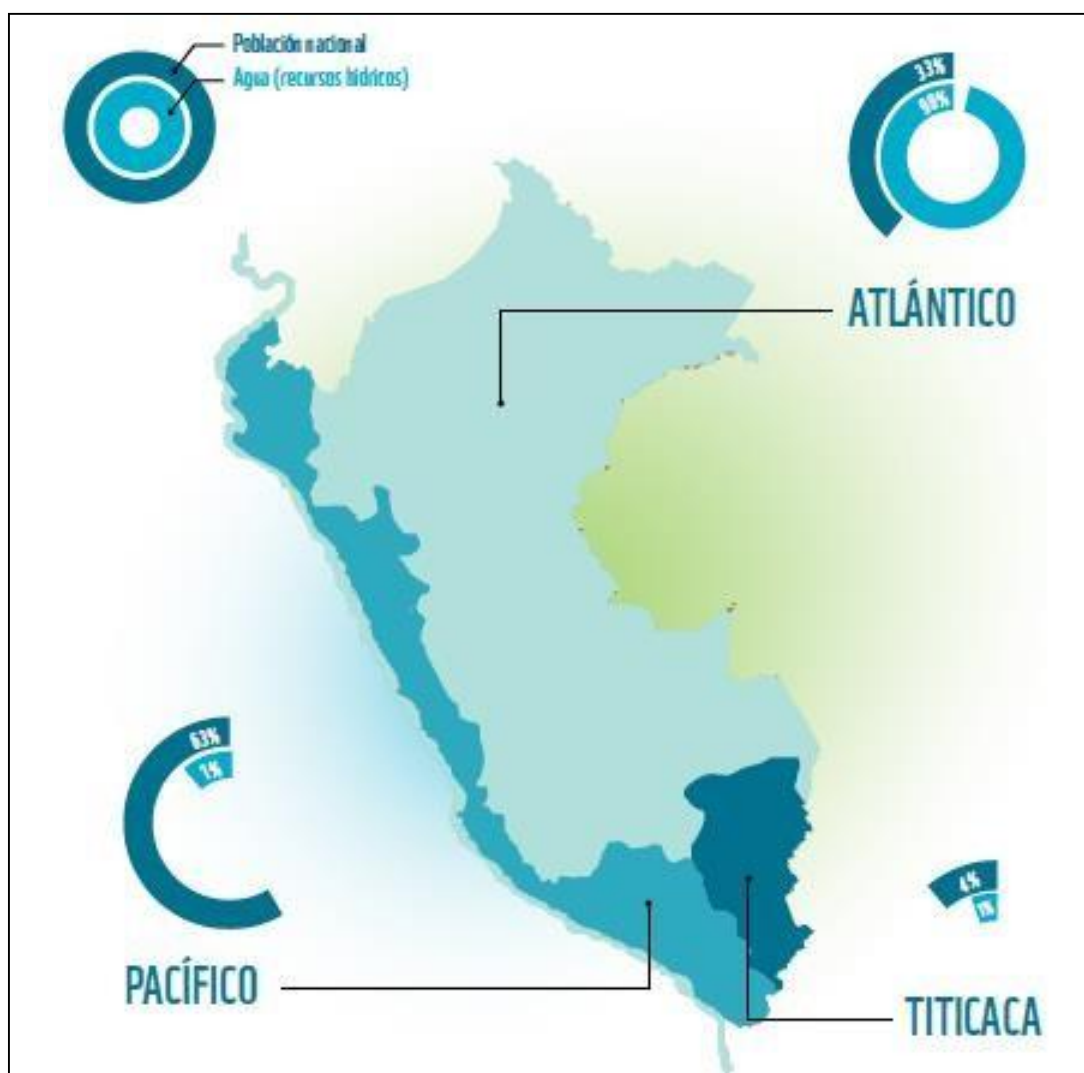 Población nacional
Agua (recursos hídricos)
33%
98%
ATLÁNTICO
63%
1%
PACÍFICO
4%
1%
TITICACA